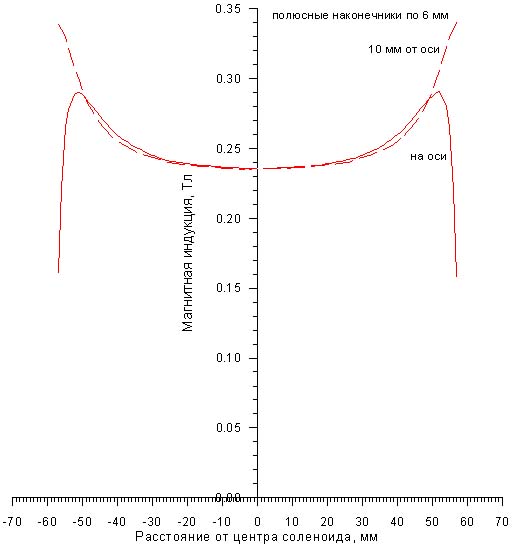 0.35
полюсные наконечники по 6 мм
10 мм от оси
0.30
0.25
на оси
0.20
Магнитная индукция, Тл
0.15
0.10
0.05
0.00
-70 -60 -50 -40 -30 -20 -10 0 10 20 30 40 50 60 70
Расстояние от центра соленоида, мм